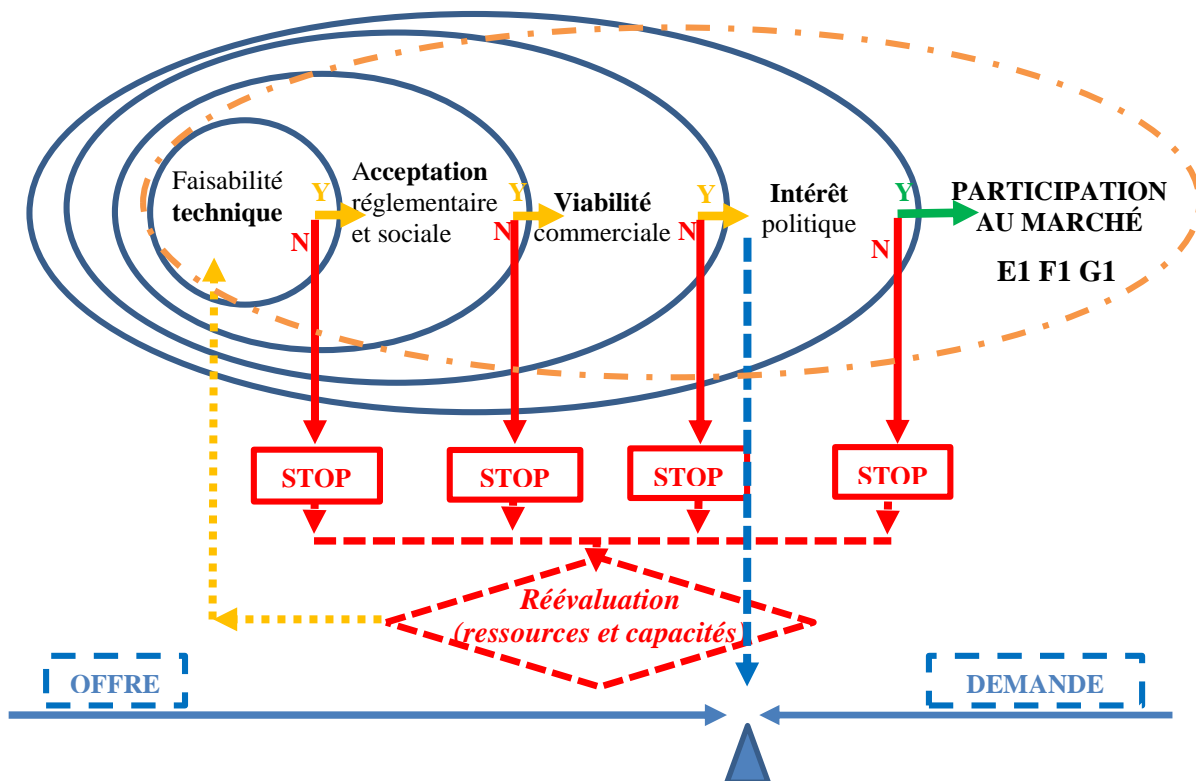 Faisabilité
technique
Y
N
Acceptation
réglementaire
et sociale
Y
N
Viabilité
commerciale
Y
N
Intérêt
politique
Y
N
PARTICIPATION
AU MARCHÉ
E1 F1 G1
STOP
STOP
STOP
STOP
Réévaluation
(ressources et capacités)
OFFRE
DEMANDE